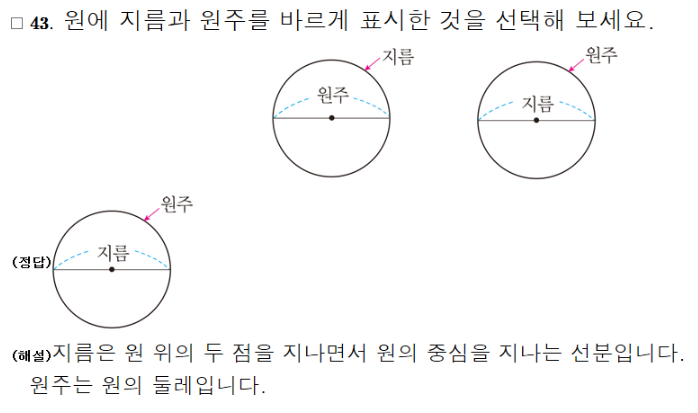 □ 43. 원에 지름과 원주를 바르게 표시한 것을 선택해 보세요.
지름
원주
원주
지름
원주
지름
(정답)
(해설)지름은 원 위의 두 점을 지나면서 원의 중심을 지나는 선분입니다.
원주는 원의 둘레입니다.